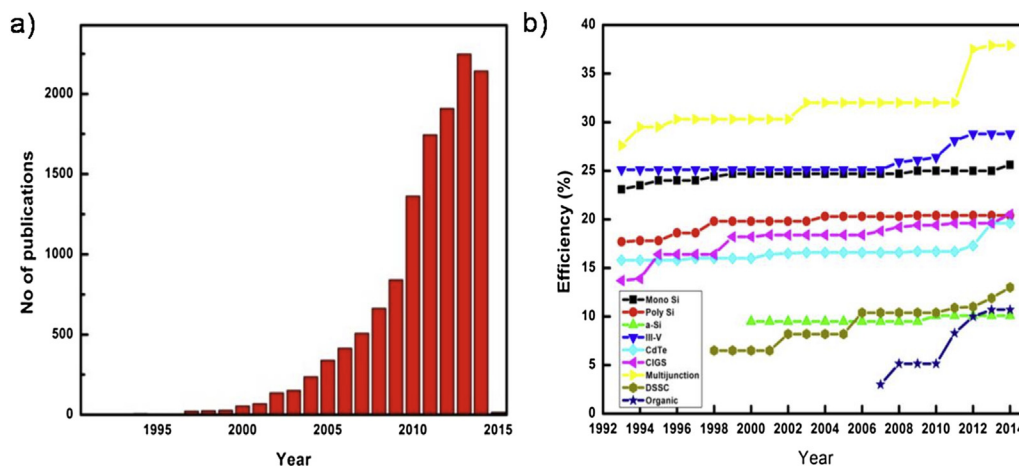 a)
No of publications
2000
1500
1000
500
0
1995
2000
2005
2010
2015
Year
b)
Efficiency (%)
40
35
30
25
20
15
10
5
0
Mono Si
Poly Si
a-Si
III-V
CdTe
CIGS
Multijunction
DSSC
Organic
1992 1994 1996 1998 2000 2002 2004 2006 2008 2010 2012 2014
Year